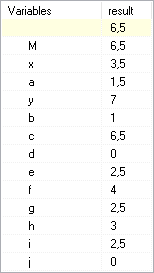 Variables result
6,5
M 6,5
x 3,5
a 1,5
y 7
b 1
c 6,5
d 0
e 2,5
f 4
g 2,5
h 3
i 2,5
j 0